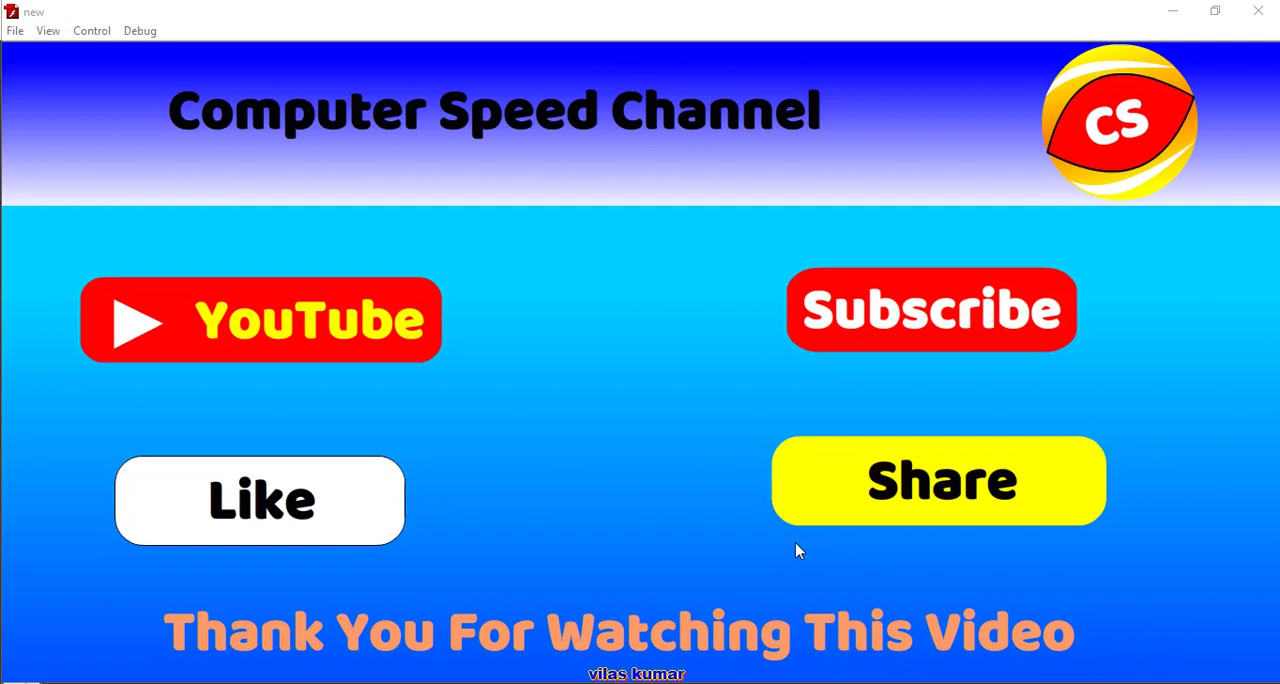 new
File View Control Debug
Computer Speed Channel
CS
YouTube
Subscribe
Like
Share
Thank You For Watching This Video
vilas kumar